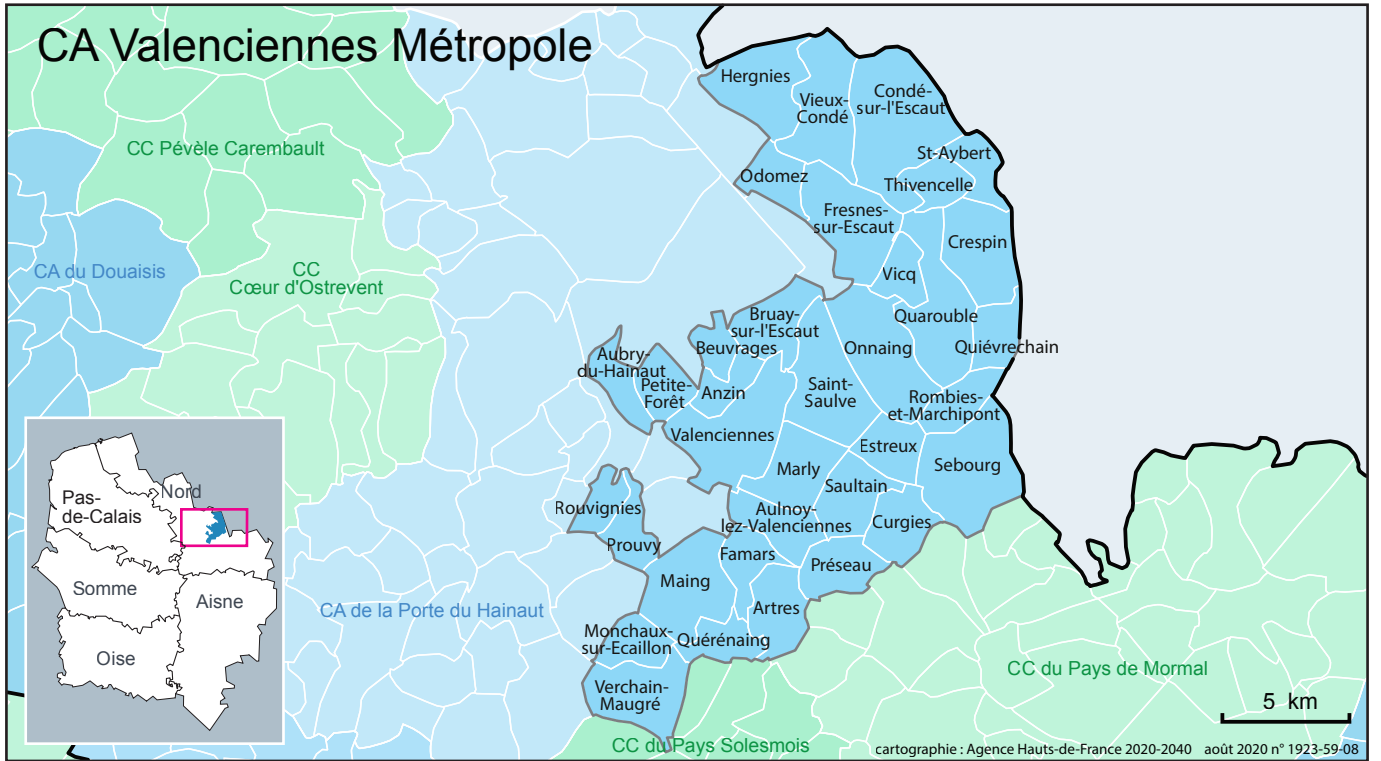 CA Valenciennes Métropole
Hergnies
Vieux-
Condé
Condé-
sur-l'Escaut
CC Pévèle Carembault
St-Aybert
Odomez
Thivencelle
Fresnes-
sur-Escaut
Crespin
CA du Douaisis
CC
Cœur d'Ostrevent
Vicq
Bruay-
sur-l'Escaut
Quarouble
Beuvrages
Onnaing
Quiévrechain
Aubry-
du-Hainaut
Petite-
Forêt
Anzin
Saint-
Saulve
Rombies-
et-Marchipont
Valenciennes
Estreux
Marly
Sebourg
Saultain
Rouvignies
Aulnoy-
lez-Valenciennes
Curgies
Prouvy
Famars
Préseau
Maing
Artres
CA de la Porte du Hainaut
Monchaux-
sur-Ecaillon
Quérénaing
Verchain-
Maugré
CC du Pays de Mormal
CC du Pays Solesmois
Nord
Pas-
de-Calais
Somme
Aisne
Oise
5 km
cartographie : Agence Hauts-de-France 2020-2040 août 2020 n° 1923-59-08